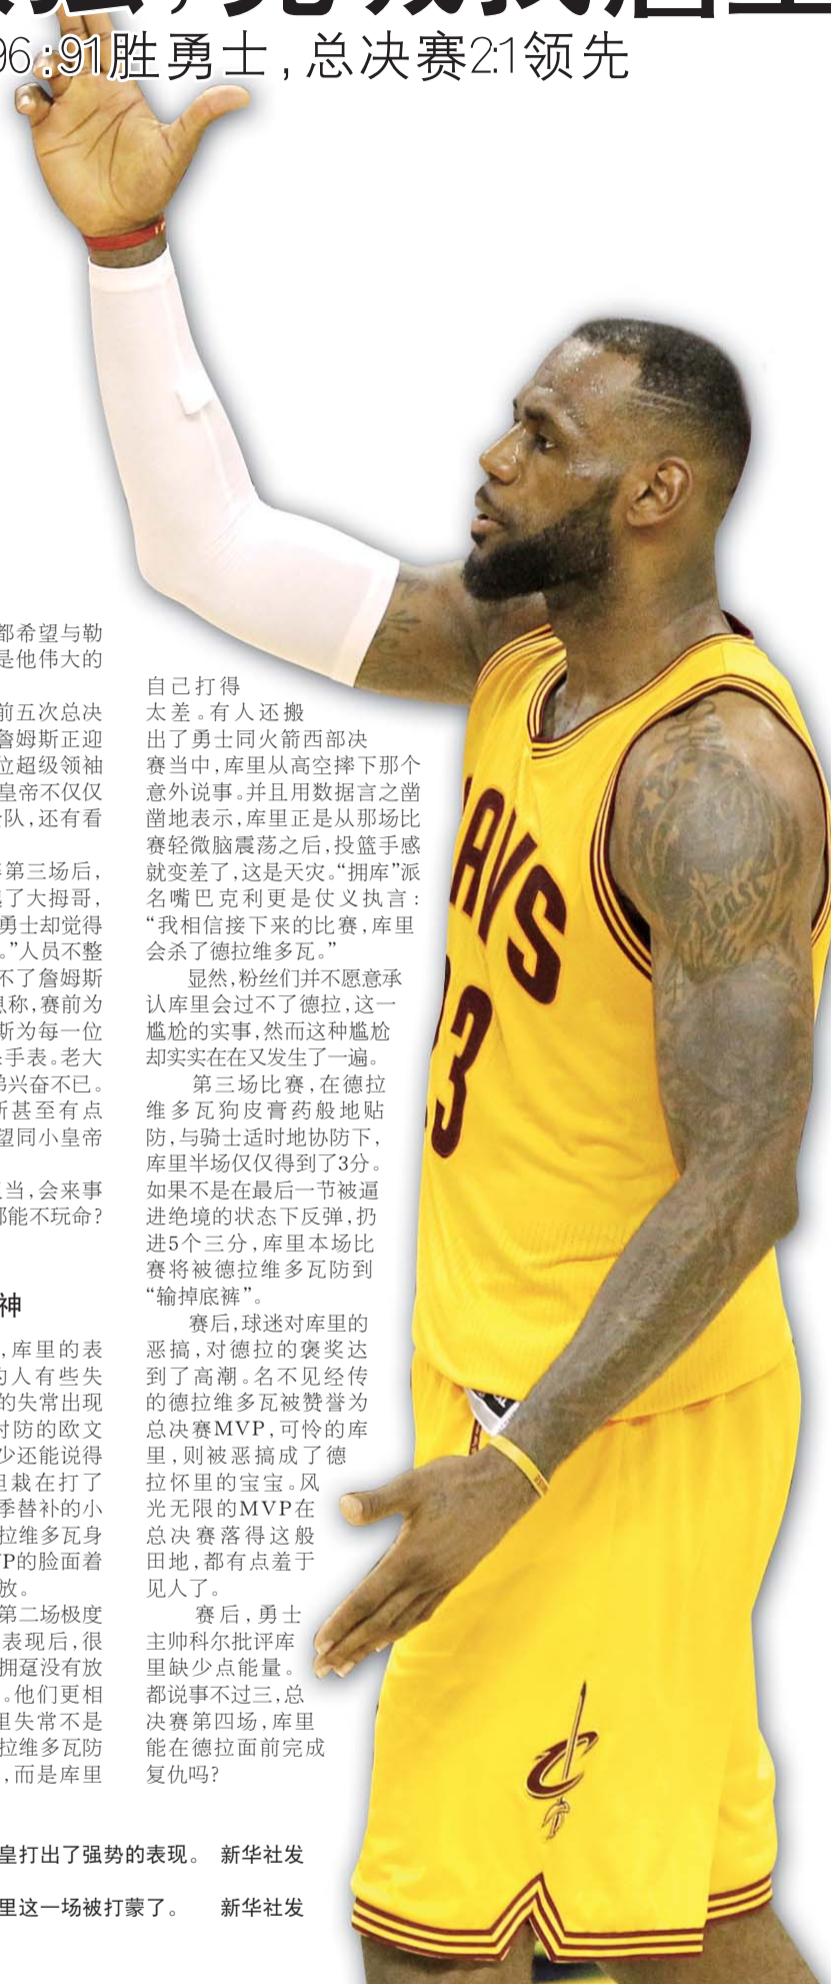 96:91胜勇士,总决赛2:1领先
都希望与勒
是他伟大的
前五次总决
詹姆斯正迎
位超级领袖
皇帝不仅仅
队,还有看
第三场后,
了大拇哥,
勇士却觉得
。”人员不整
不了詹姆斯
称,赛前为
斯为每一位
手表。老大
兴奋不已。
甚至有点
望同小皇帝
当,会来事
都能不玩命?
神
,库里的表
的人有些失
的失常出现
对防的欧文
少还能说得
栽在打了
季替补的小
拉维多瓦身
VP的脸面着
放。
第二场极度
表现后,很
拥趸没有放
。他们更相
里失常不是
拉维多瓦防
,而是库里
自己打得
太差。有人还搬
出了勇士同火箭西部决
赛当中,库里从高空摔下那个
意外说事。并且用数据言之凿
凿地表示,库里正是从那场比
赛轻微脑震荡之后,投篮手感
就变差了,这是天灾。“拥库”派
名嘴巴克利更是仗义执言:
“我相信接下来的比赛,库里
会杀了德拉维多瓦。”
显然,粉丝们并不愿意承
认库里会过不了德拉,这一
尴尬的实事,然而这种尴尬
却实实在在又发生了一遍。
第三场比赛,在德拉
维多瓦狗皮膏药般地贴
防,与骑士适时地协防下,
库里半场仅仅得到了3分。
如果不是在最后一节被逼
进绝境的状态下反弹,扔
进5个三分,库里本场比
赛将被德拉维多瓦防到
“输掉底裤”。
赛后,球迷对库里的
恶搞,对德拉的褒奖达
到了高潮。名不见经传
的德拉维多瓦被赞誉为
总决赛MVP,可怜的库
里,则被恶搞成了德
拉怀里的宝宝。风
光无限的MVP在
总决赛落得这般
田地,都有点羞于
见人了。
赛后,勇士
主帅科尔批评库
里缺少点能量。
都说事不过三,总
决赛第四场,库里
能在德拉面前完成
复仇吗?
皇打出了强势的表现。 新华社发
里这一场被打蒙了。 新华社发
AVS
23